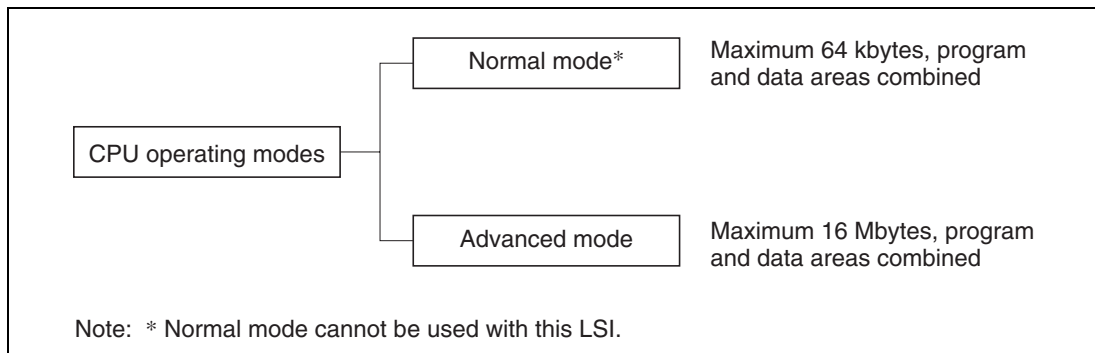 Normal mode*
Maximum 64 kbytes, program
and data areas combined
CPU operating modes
Advanced mode
Maximum 16 Mbytes, program
and data areas combined
Note: * Normal mode cannot be used with this LSI.